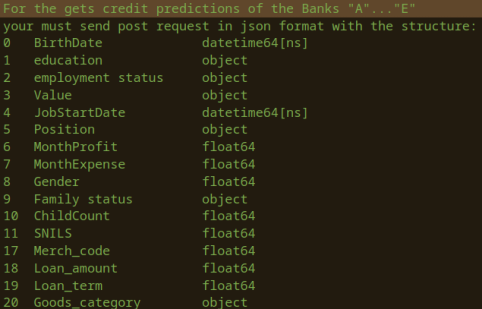 For the gets credit predictions of the Banks "A"..."E"
your must send post request in json format with the structure:
0 BirthDate datetime64[ns]
1 education object
2 employment status object
3 Value object
4 JobStartDate datetime64[ns]
5 Position object
6 MonthProfit float64
7 MonthExpense float64
8 Gender float64
9 Family status object
10 ChildCount float64
11 SNILS float64
17 Merch_code float64
18 Loan_amount float64
19 Loan_term float64
20 Goods_category object